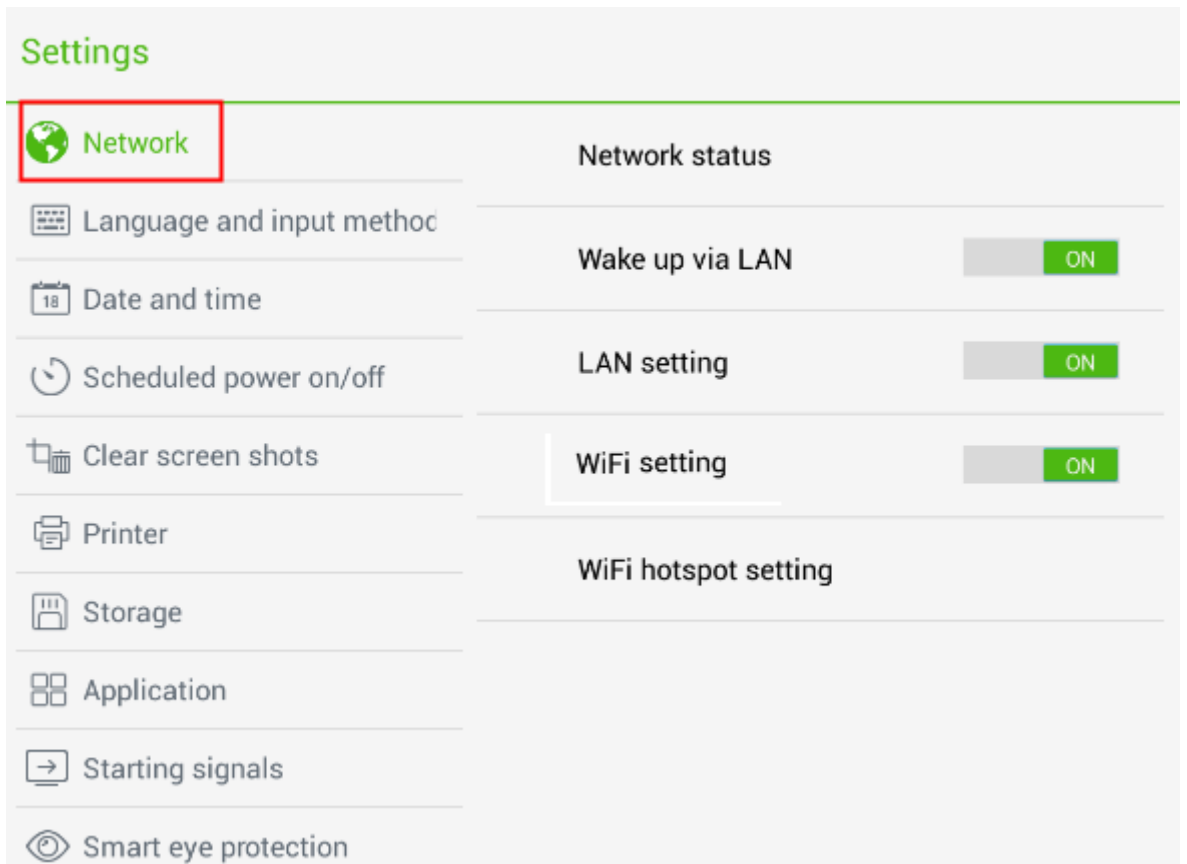 Settings
Network
Language and input method
Date and time
18
Scheduled power on/off
Clear screen shots
Printer
Storage
Application
Starting signals
Smart eye protection
Network status
Wake up via LAN ON
LAN setting ON
WiFi setting ON
WiFi hotspot setting